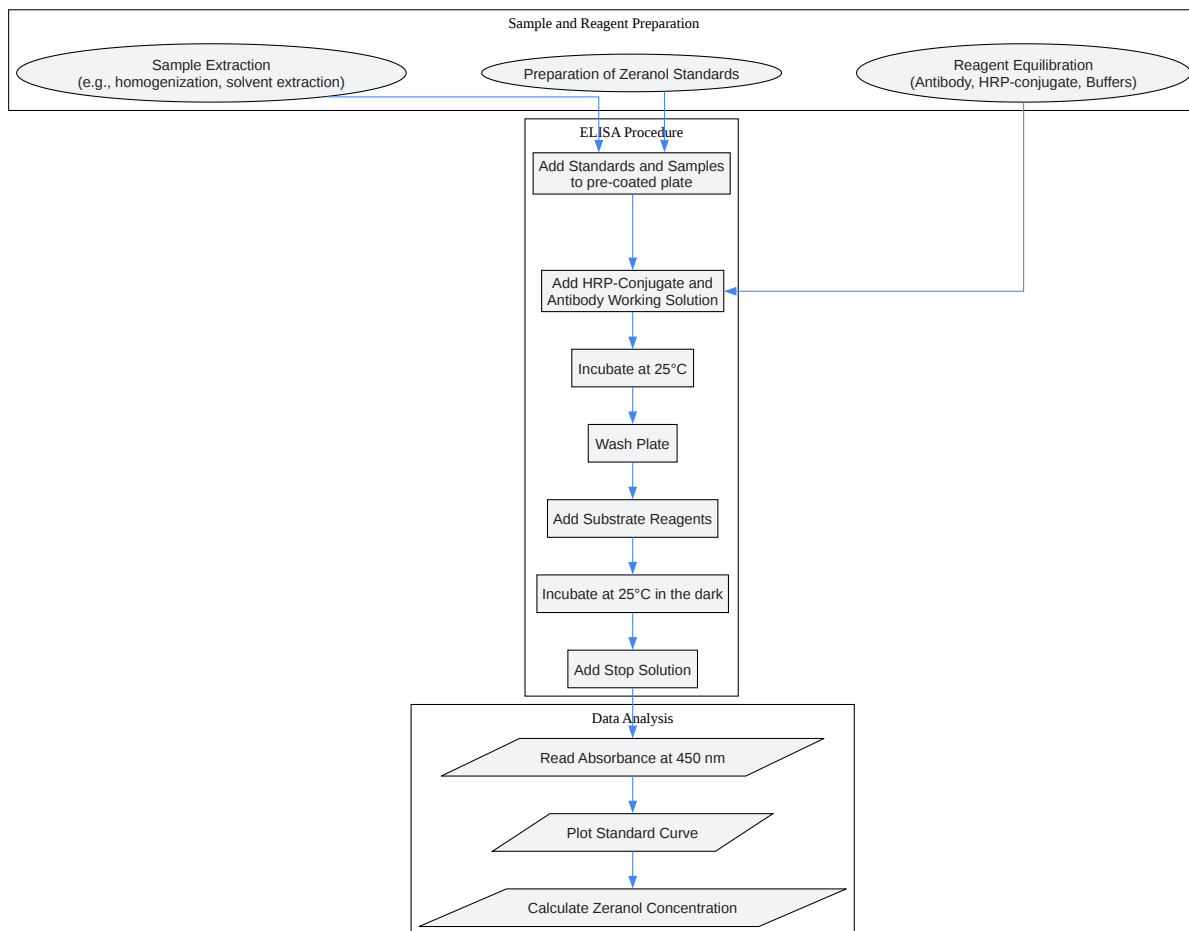 Sample and Reagent Preparation
Sample Extraction
(e.g., homogenization, solvent extraction)
Preparation of Zeranol Standards
Reagent Equilibration
(Antibody, HRP-conjugate, Buffers)
ELISA Procedure
Add Standards and Samples
to pre-coated plate
Add HRP-Conjugate and
Antibody Working Solution
Incubate at 25°C
Wash Plate
Add Substrate Reagents
Incubate at 25°C in the dark
Add Stop Solution
Data Analysis
Read Absorbance at 450 nm
Plot Standard Curve
Calculate Zeranol Concentration